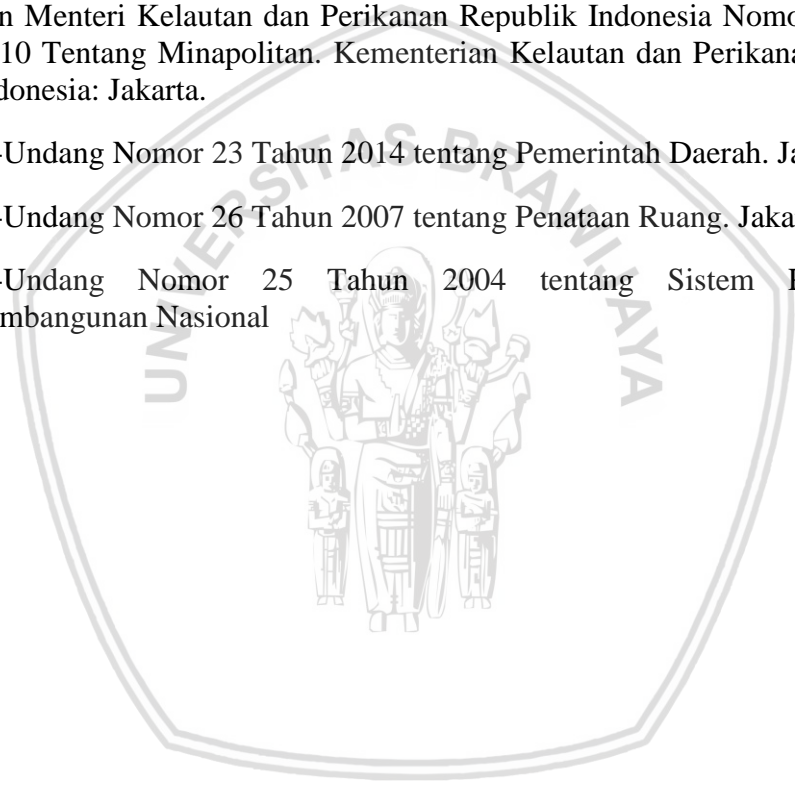 n Menteri Kelautan dan Perikanan Republik Indonesia Nomo
10 Tentang Minapolitan. Kementerian Kelautan dan Perikana
donesia: Jakarta.
-Undang Nomor 23 Tahun 2014 tentang Pemerintah Daerah. Ja
-Undang Nomor 26 Tahun 2007 tentang Penataan Ruang. Jaka
-Undang Nomor 25 Tahun 2004 tentang Sistem
mbangunan Nasional
UNIVERSITAS BRAWIJAYA